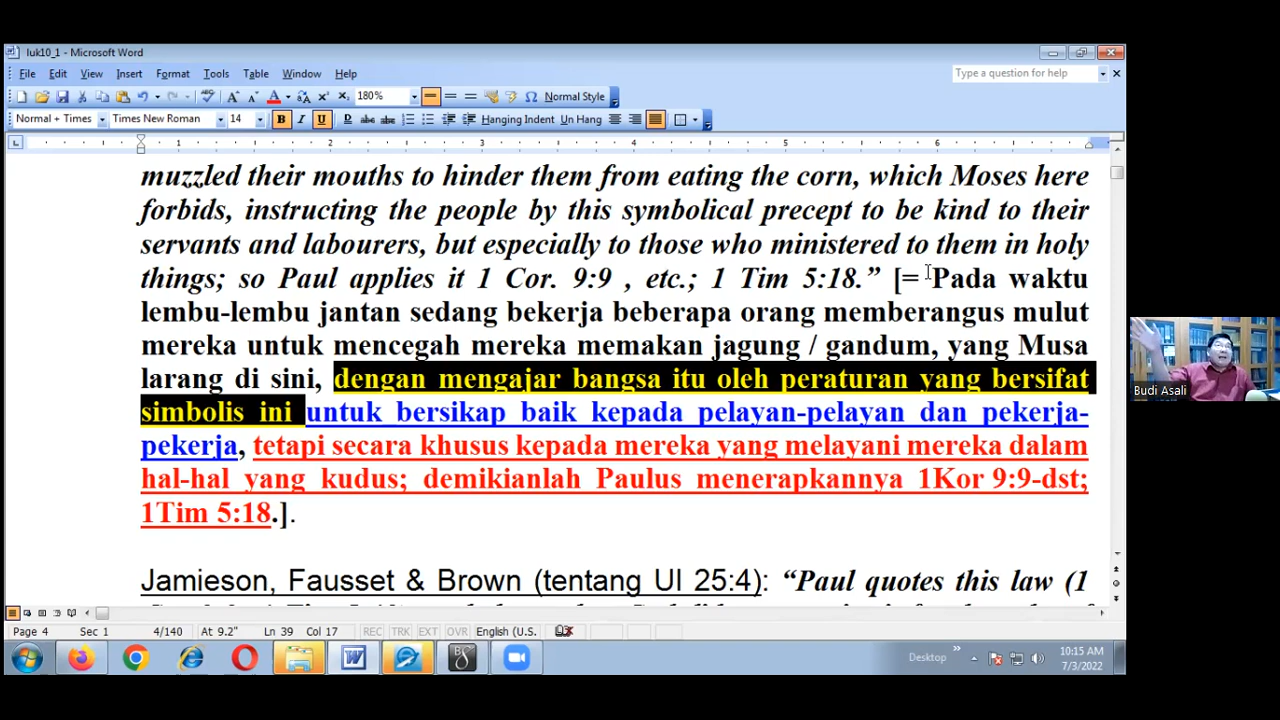 luk10_1 - Microsoft Word
File Edit View Insert Format Tools Table Window Help
Type a question for help
180%
Normal Style
Normal + Times Times New Roman 14 B I U
Hanging Indent Un Hang
1 2 3 4 5 6
muzzled their mouths to hinder them from eating the corn, which Moses here
forbids, instructing the people by this symbolical precept to be kind to their
servants and labourers, but especially to those who ministered to them in holy
things; so Paul applies it 1 Cor. 9:9 , etc.; 1 Tim 5:18.” [= Pada waktu
lembu-lembu jantan sedang bekerja beberapa orang memberangus mulut
mereka untuk mencegah mereka memakan jagung / gandum, yang Musa
larang di sini, dengan mengajar bangsa itu oleh peraturan yang bersifat
simbolis ini untuk bersikap baik kepada pelayan-pelayan dan pekerja-
pekerja, tetapi secara khusus kepada mereka yang melayani mereka dalam
hal-hal yang kudus; demikianlah Paulus menerapkannya 1Kor 9:9-dst;
1Tim 5:18.].
Jamieson, Fausset & Brown (tentang Ul 25:4): “Paul quotes this law (1
Page 4 Sec 1 4/140 At 9.2" Ln 39 Col 17 REC TRK EXT OVR English (U.S.
Desktop »
10:15 AM
7/3/2022
Budi Asali